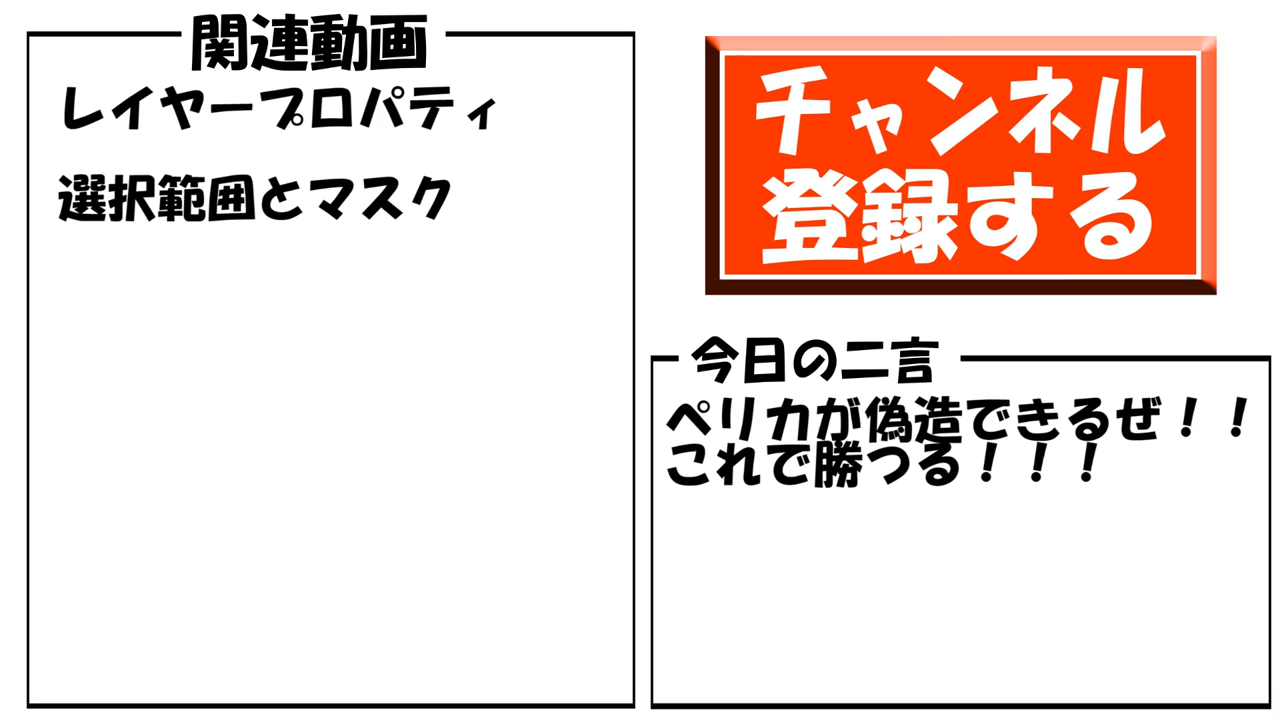 関連動画
レイヤープロパティ
選択範囲とマスク
チャンネル
登録する
今日の二言
ペリカが偽造できるぜ！！
これで勝つる！！！